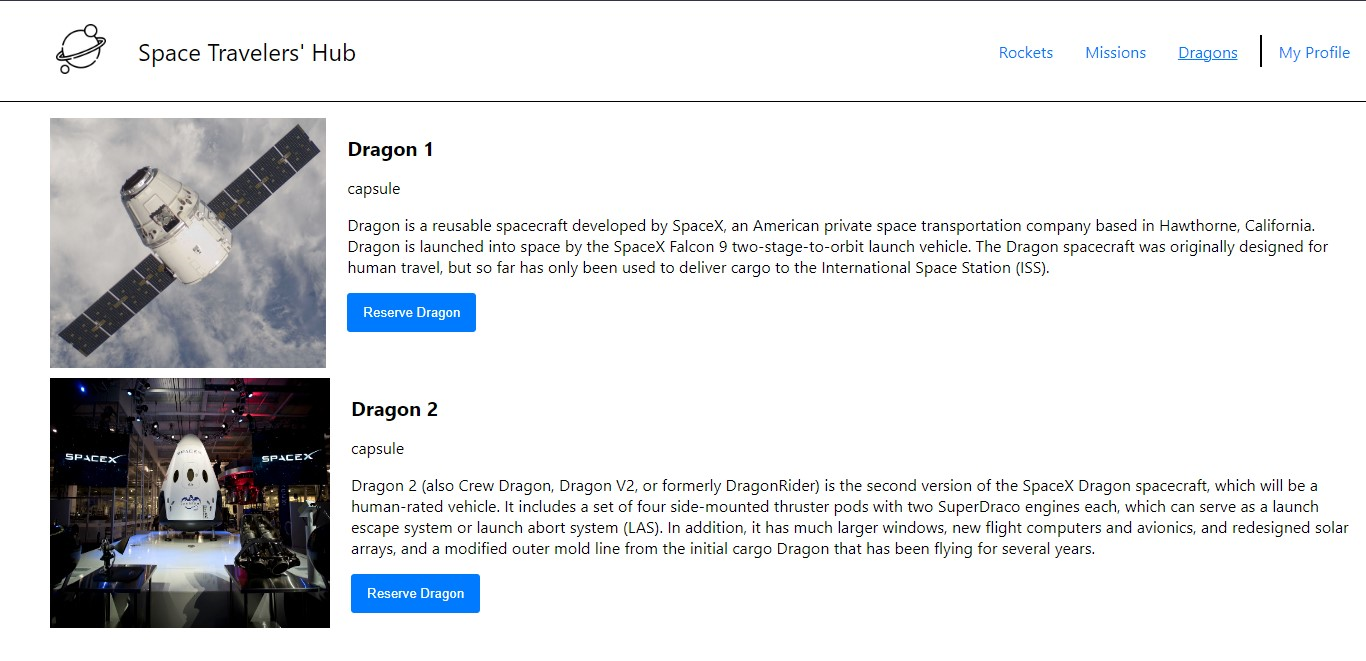 Space Travelers' Hub
Rockets Missions Dragons My Profile
Dragon 1
capsule
Dragon is a reusable spacecraft developed by SpaceX, an American private space transportation company based in Hawthorne, California.
Dragon is launched into space by the SpaceX Falcon 9 two-stage-to-orbit launch vehicle. The Dragon spacecraft was originally designed for
human travel, but so far has only been used to deliver cargo to the International Space Station (ISS).
Reserve Dragon
SPACEX
SPACEX
SPACEX
Dragon 2
capsule
Dragon 2 (also Crew Dragon, Dragon V2, or formerly DragonRider) is the second version of the SpaceX Dragon spacecraft, which will be a
human-rated vehicle. It includes a set of four side-mounted thruster pods with two SuperDraco engines each, which can serve as a launch
escape system or launch abort system (LAS). In addition, it has much larger windows, new flight computers and avionics, and redesigned solar
arrays, and a modified outer mold line from the initial cargo Dragon that has been flying for several years.
Reserve Dragon